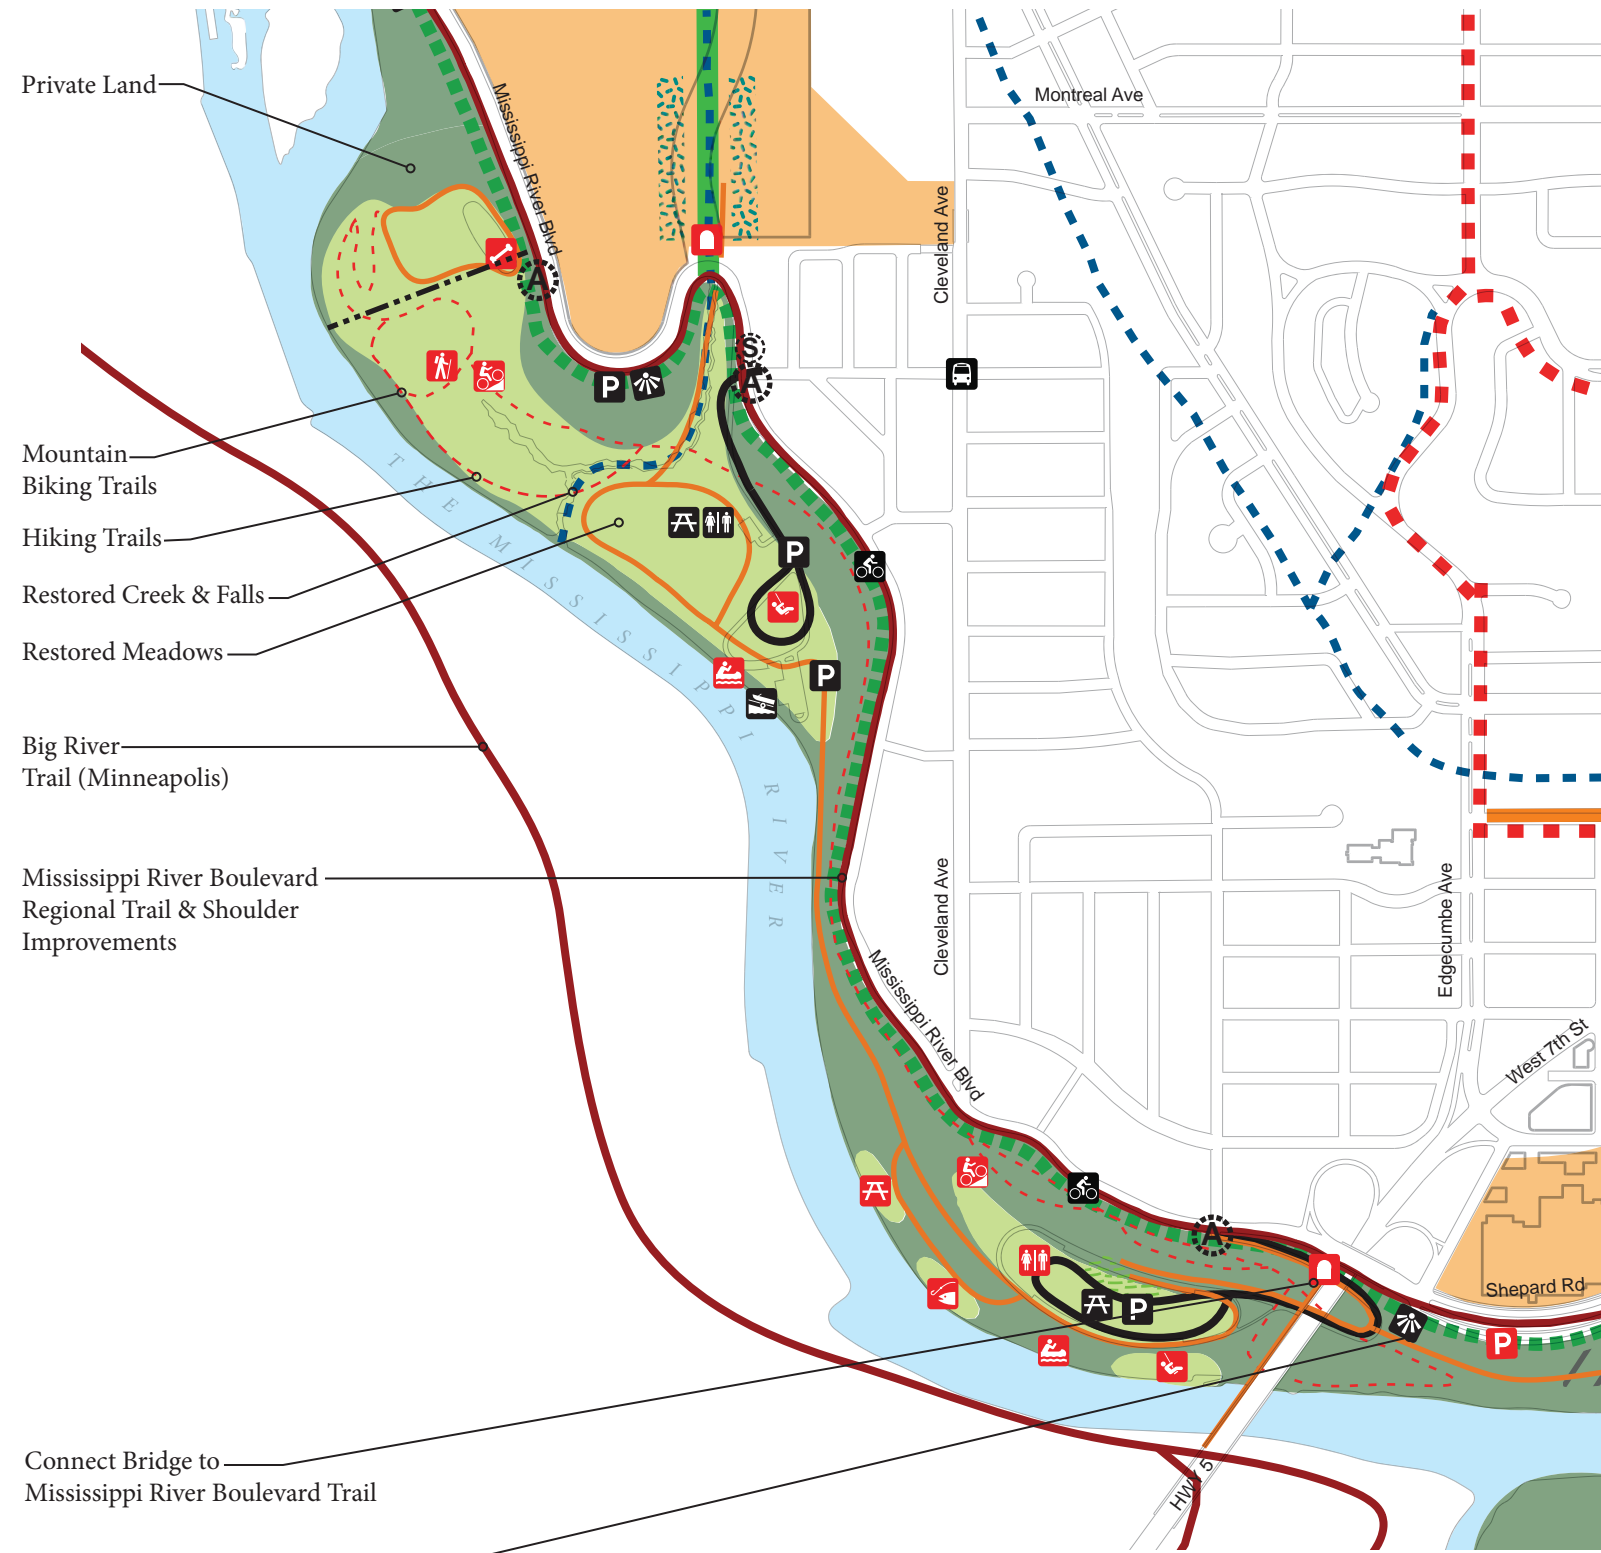 Private Land
Mississippi River Blvd
Montreal Ave
Cleveland Ave
A
S
A
P
Mountain
Biking Trails
Hiking Trails
Restored Creek & Falls
Restored Meadows
P
P
THE MISSISSIPPI RIVER
Big River
Trail (Minneapolis)
Mississippi River Boulevard
Regional Trail & Shoulder
Improvements
Cleveland Ave
Edgecumbe Ave
Mississippi River Blvd
West 7th St
A
Shepard Rd
P
P
HWY 5
Connect Bridge to
Mississippi River Boulevard Trail